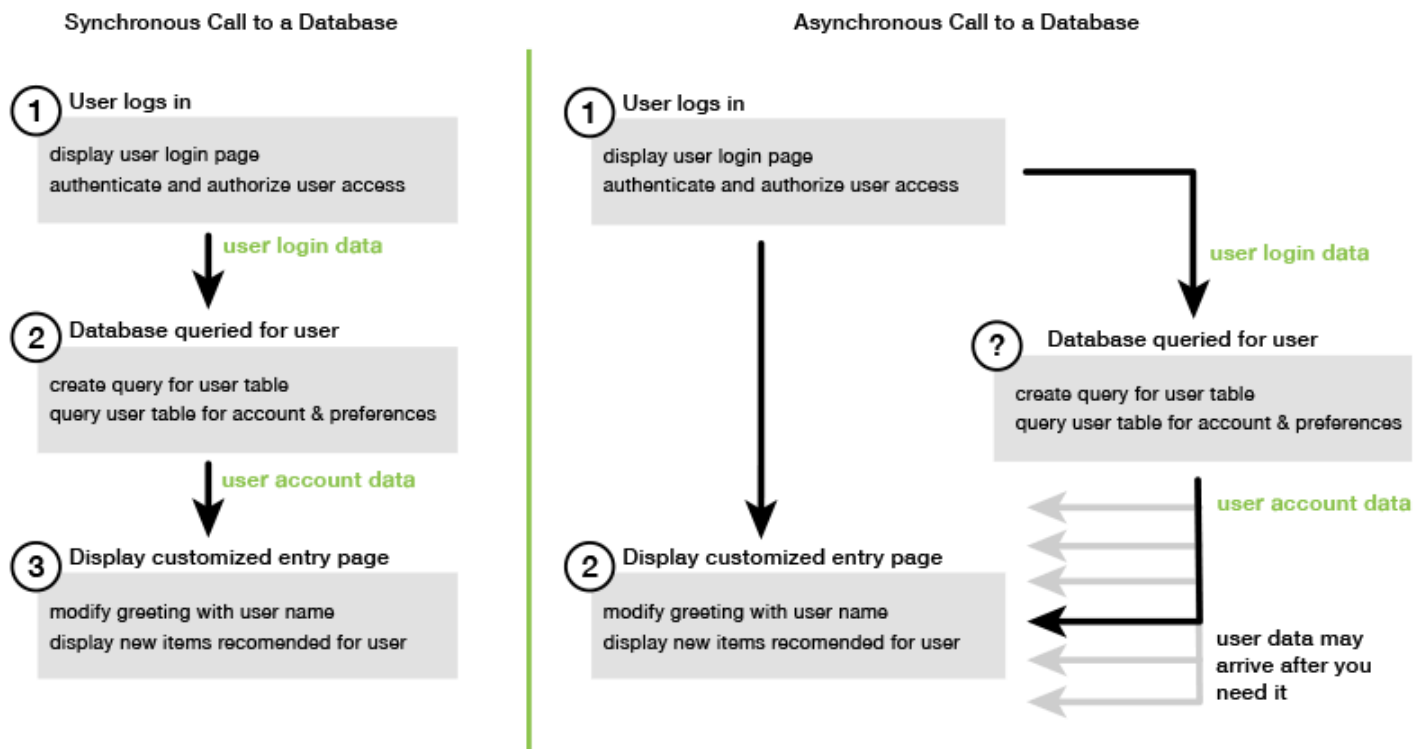 Synchronous Call to a Database
1
User logs in
display user login page
authenticate and authorize user access
user login data
2
Database queried for user
create query for user table
query user table for account & preferences
user account data
3
Display customized entry page
modify greeting with user name
display new items recomended for user
Asynchronous Call to a Database
1
User logs in
display user login page
authenticate and authorize user access
user login data
?
Database queried for user
create query for user table
query user table for account & preferences
user account data
2
Display customized entry page
modify greeting with user name
display new items recomended for user
user data may
arrive after you
need it